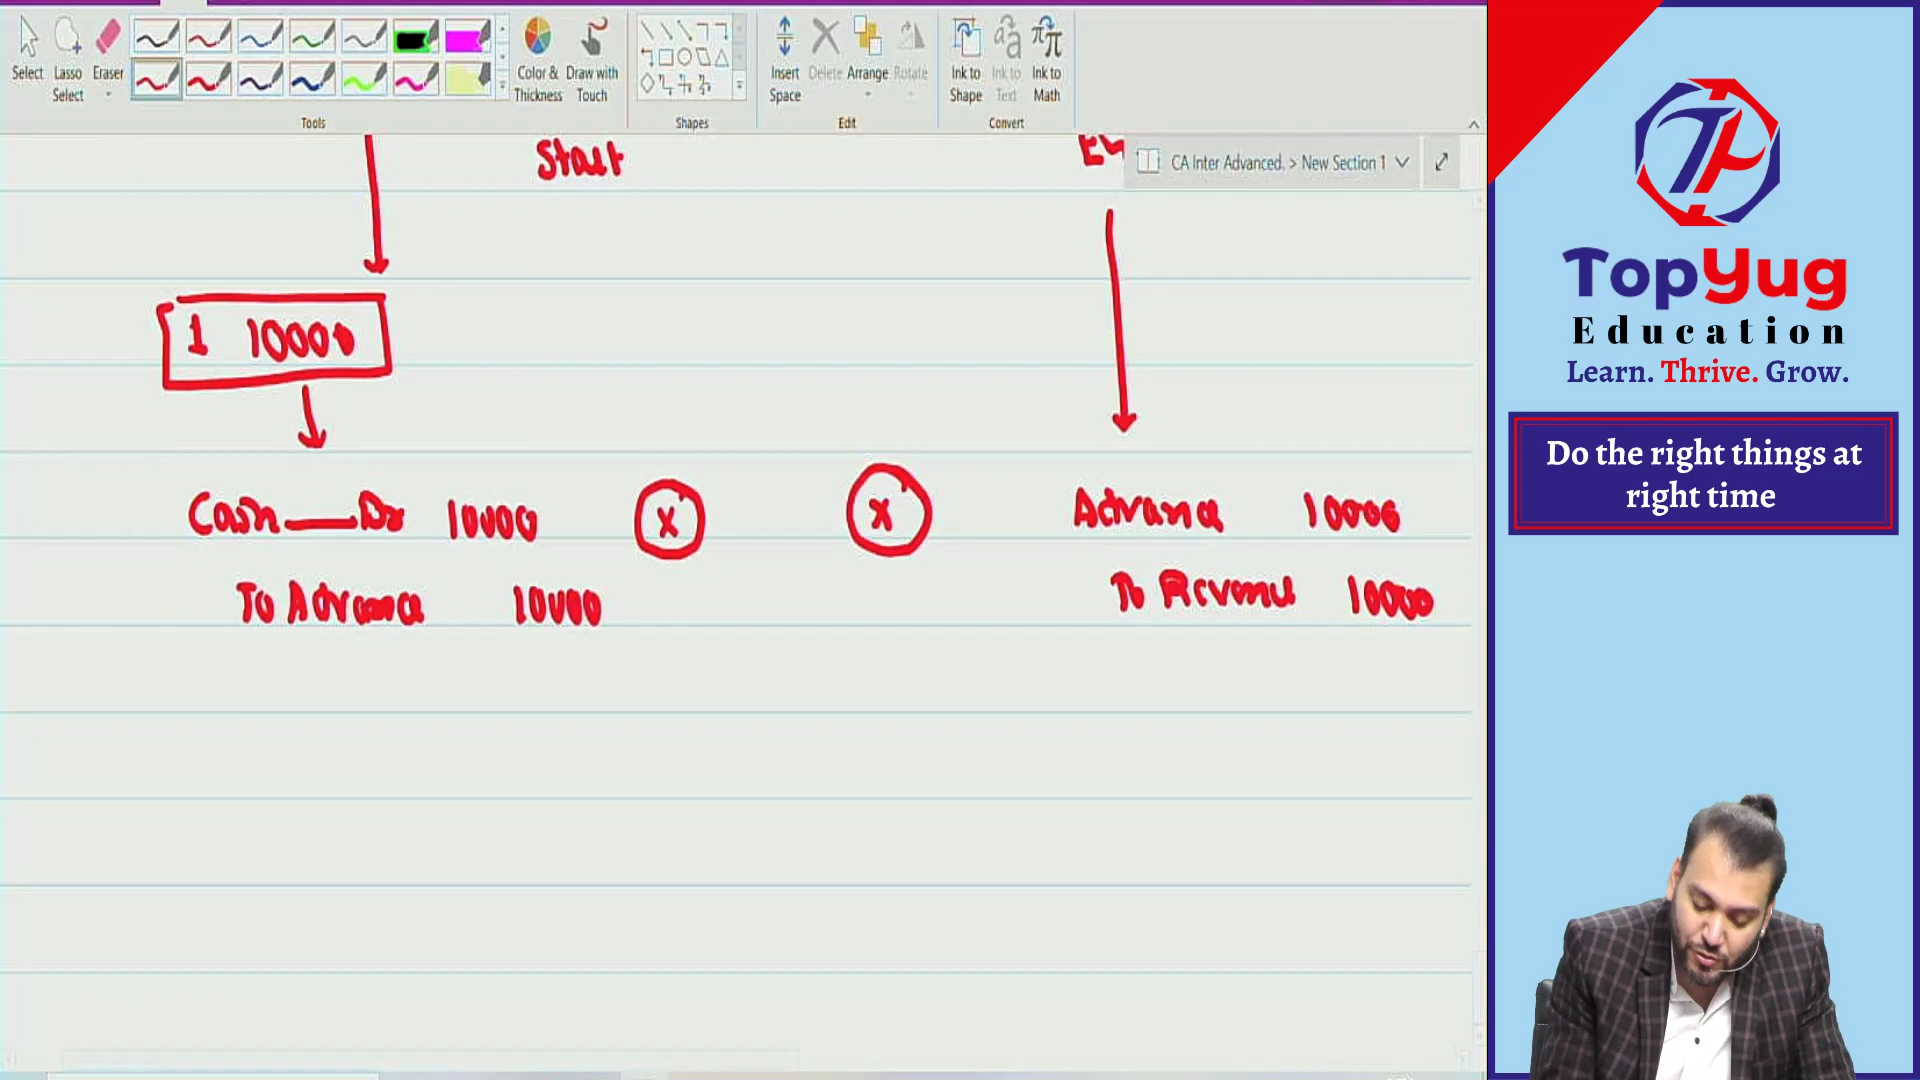 Select
Lasso Select
Eraser
Color & Thickness
Draw with Touch
Insert Space
Delete
Arrange
Rotate
Ink to Shape
Ink to Text
Ink to Math
Tools
Shapes
Edit
Convert
Start
CA Inter Advanced. > New Section 1
1 10000
Cash — Dr 10000
To Advance 10000
x
x
Advance 10000
To Revenue 10000
TopYug
Education
Learn. Thrive. Grow.
Do the right things at
right time